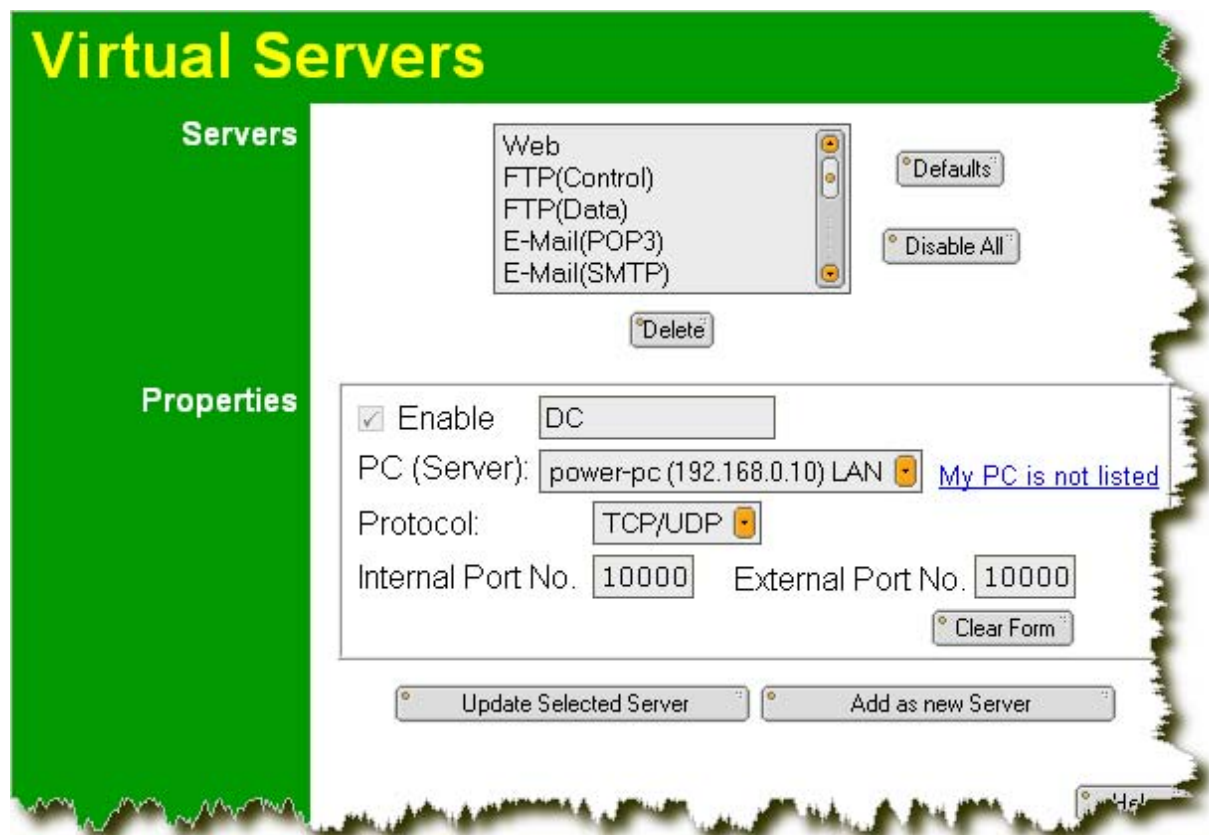 Virtual Servers
Servers
Web
FTP(Control)
FTP(Data)
E-Mail(POP3)
E-Mail(SMTP)
Defaults
Disable All
Delete
Properties
Enable DC
PC (Server): power-pc (192.168.0.10) LAN My PC is not listed
Protocol: TCP/UDP
Internal Port No. 10000 External Port No. 10000
Clear Form
Update Selected Server Add as new Server